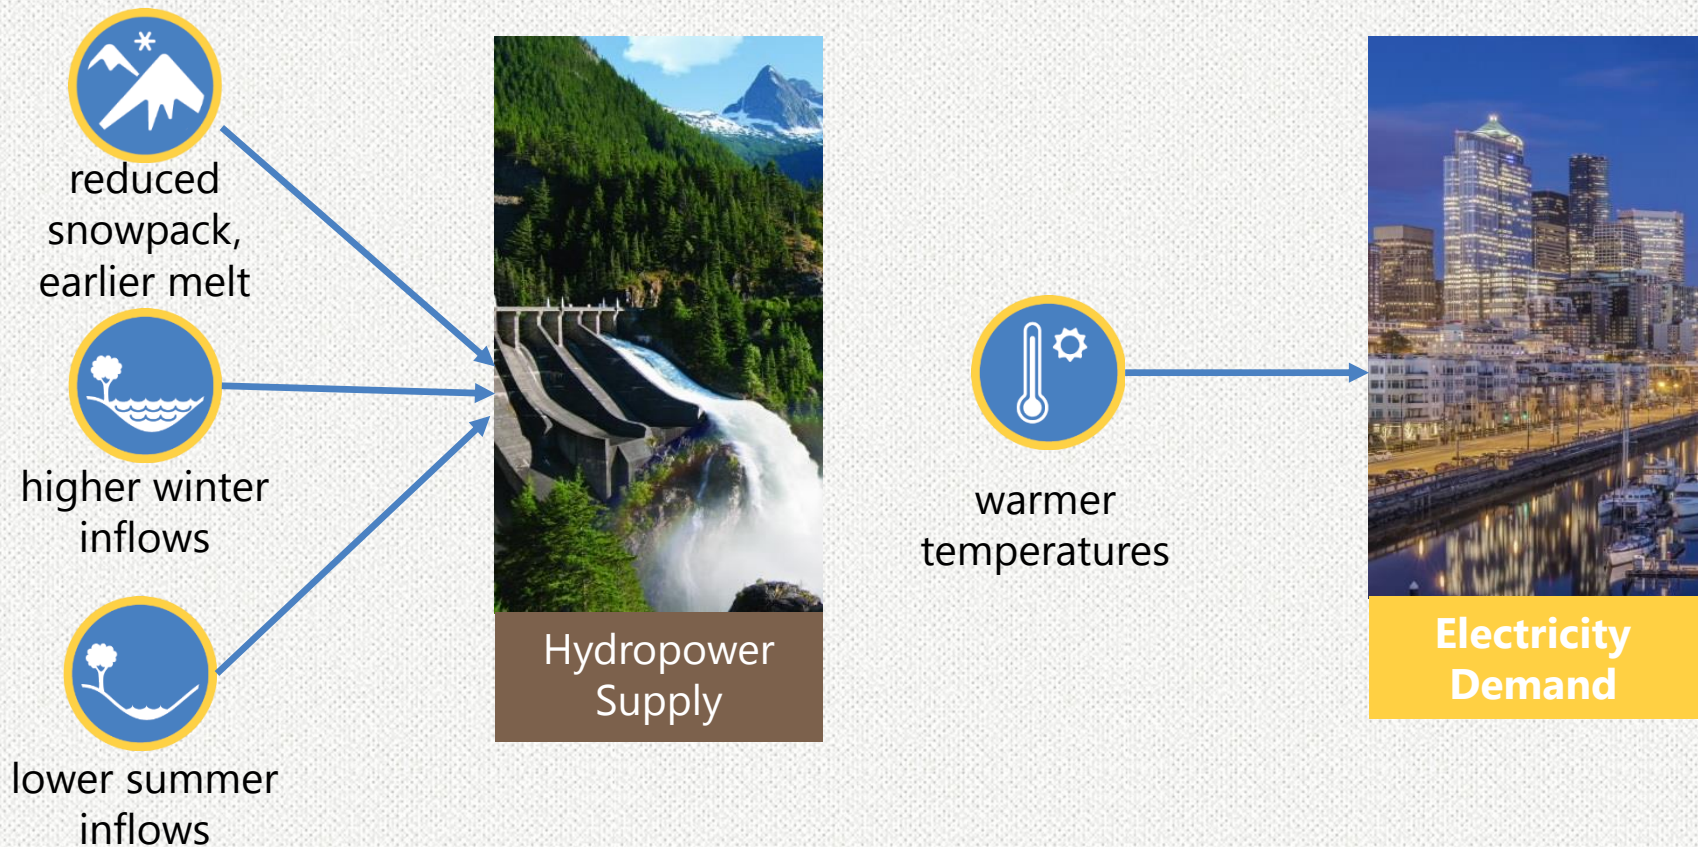 reduced
snowpack,
earlier melt
higher winter
inflows
lower summer
inflows
Hydropower
Supply
warmer
temperatures
Electricity
Demand